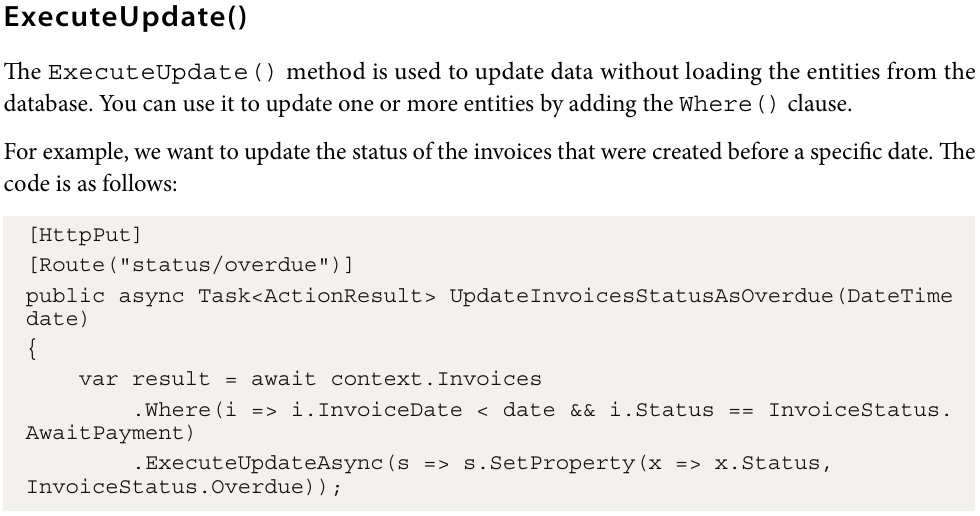 ExecuteUpdate()
The ExecuteUpdate() method is used to update data without loading the entities from the
database. You can use it to update one or more entities by adding the Where() clause.
For example, we want to update the status of the invoices that were created before a specific date. The
code is as follows:
[HttpPut]
[Route("status/overdue")]
public async Task<ActionResult> UpdateInvoicesStatusAsOverdue(DateTime
date)
{
    var result = await context.Invoices
        .Where(i => i.InvoiceDate < date && i.Status == InvoiceStatus.
AwaitPayment)
        .ExecuteUpdateAsync(s => s.SetProperty(x => x.Status,
InvoiceStatus.Overdue));